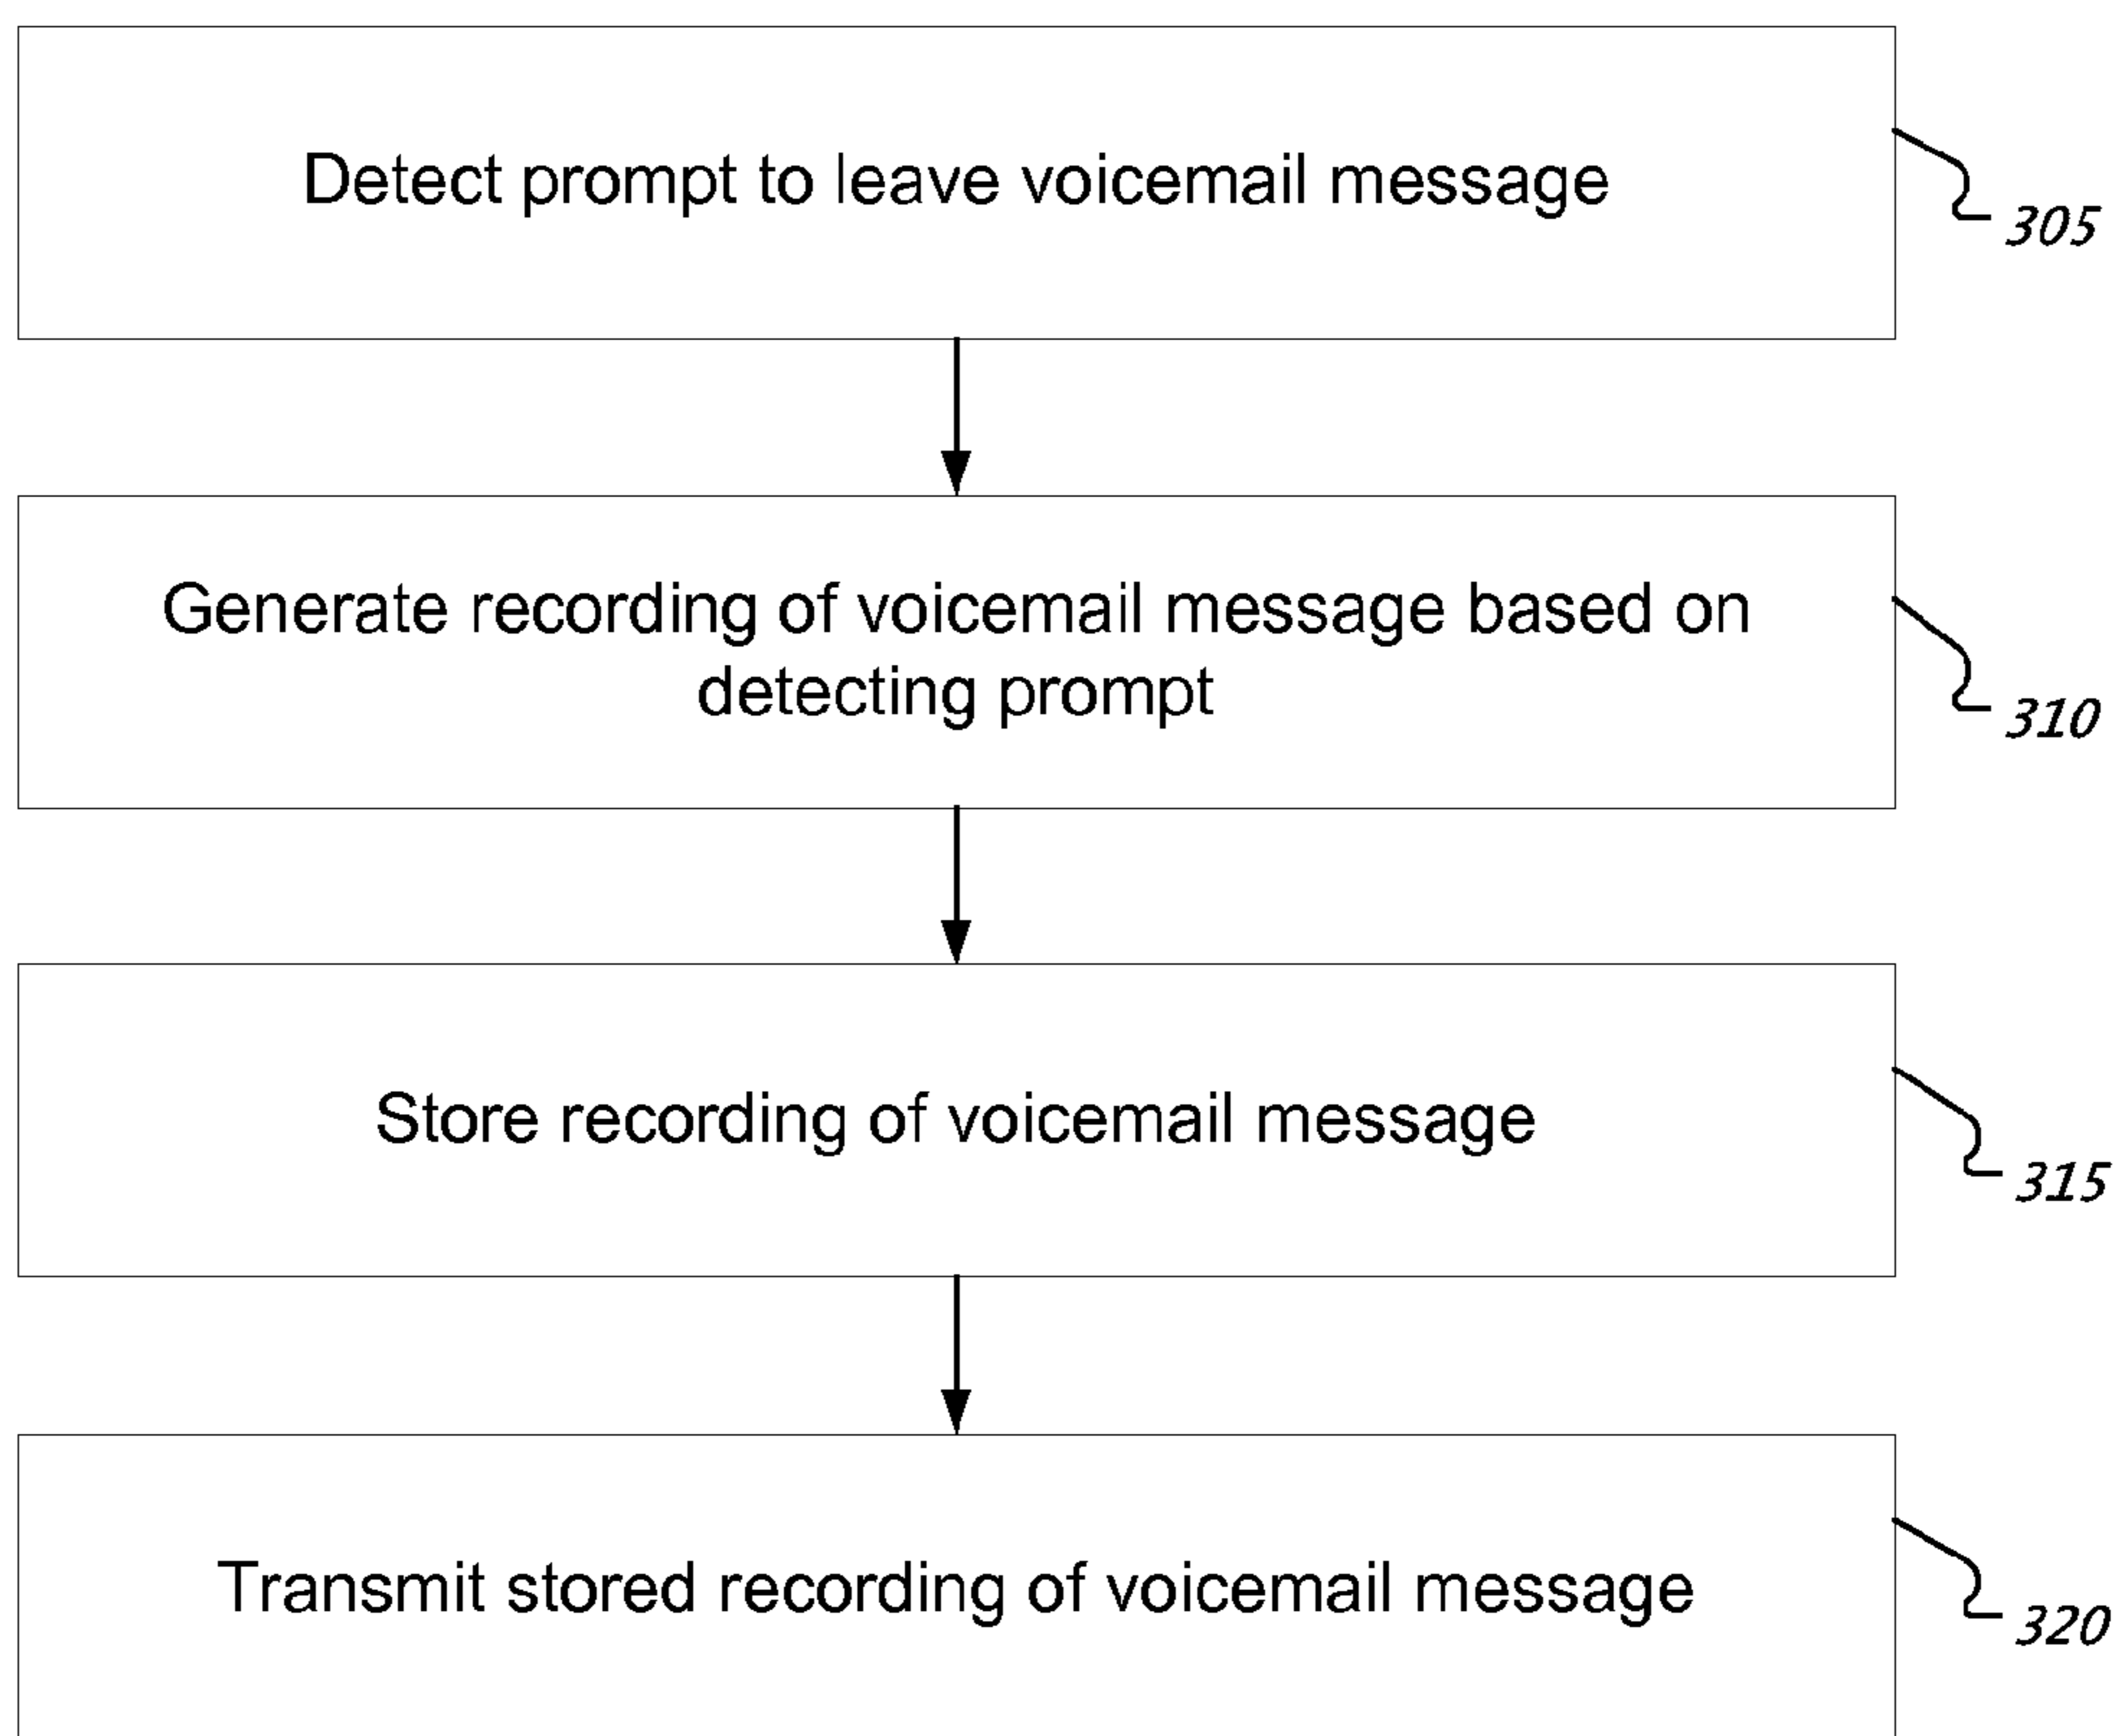 Detect prompt to leave voicemail message
305
Generate recording of voicemail message based on
detecting prompt
310
Store recording of voicemail message
315
Transmit stored recording of voicemail message
320